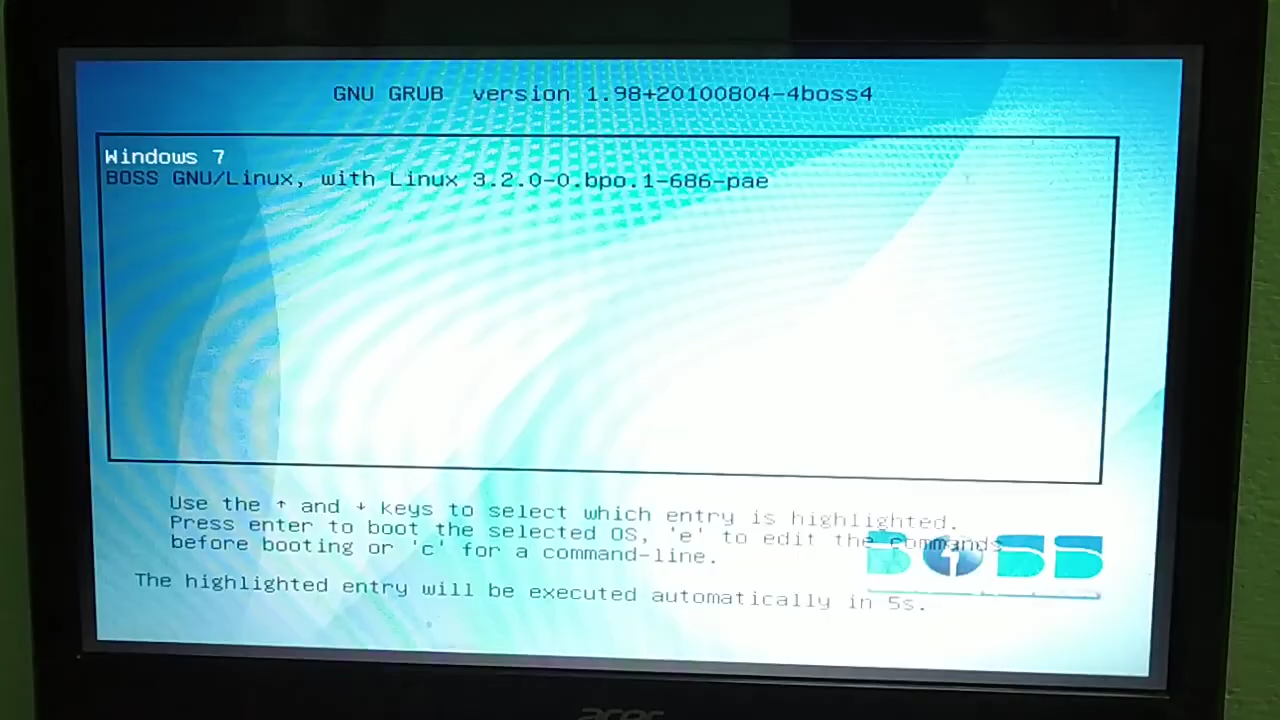 GNU GRUB version 1.98+20100804-4boss4
Windows 7
BOSS GNU/Linux, with Linux 3.2.0-0.bpo.1-686-pae
Use the ↑ and ↓ keys to select which entry is highlighted.
Press enter to boot the selected OS, 'e' to edit the commands
before booting or 'c' for a command-line.
BOSS
The highlighted entry will be executed automatically in 5s.
acer